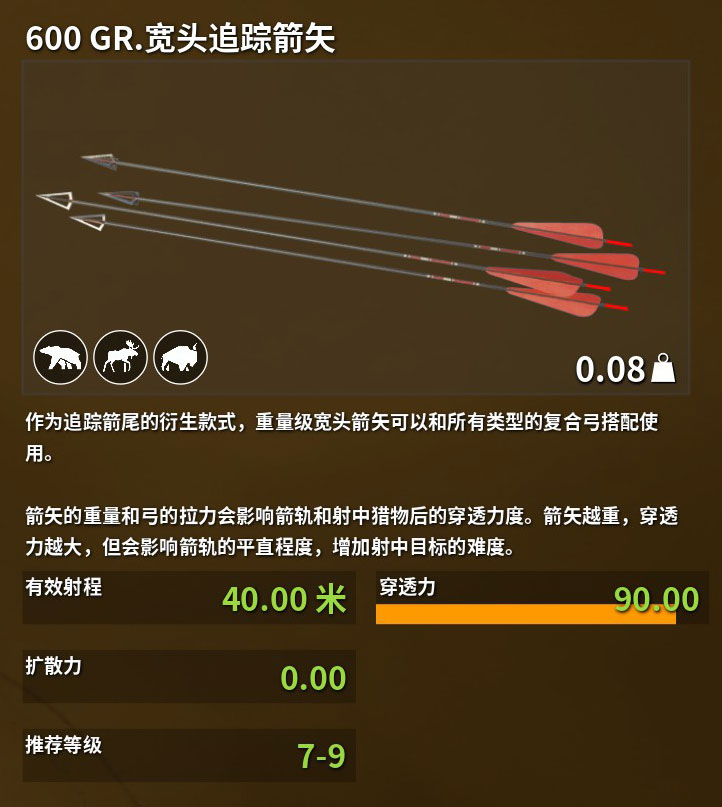 600 GR.宽头追踪箭矢
0.08
作为追踪箭尾的衍生款式，重量级宽头箭矢可以和所有类型的复合弓搭配使
用。
箭矢的重量和弓的拉力会影响箭轨和射中猎物后的穿透力度。箭矢越重，穿透
力越大，但会影响箭轨的平直程度，增加射中目标的难度。
有效射程
40.00 米
穿透力
90.00
扩散力
0.00
推荐等级
7-9